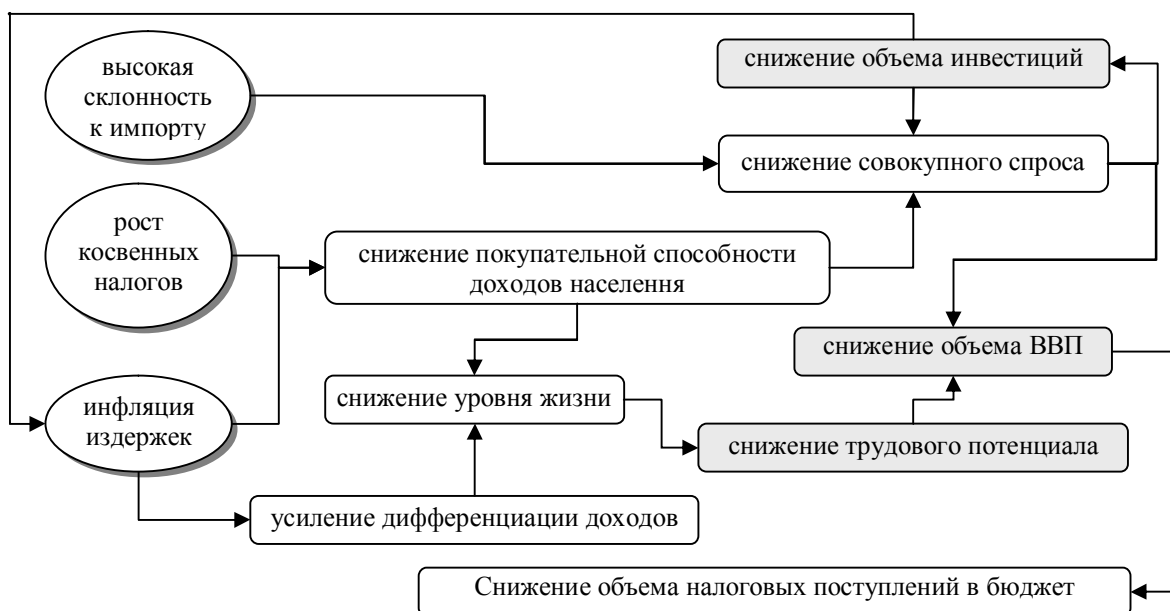 высокая
склонность
к импорту
снижение объема инвестиций
снижение совокупного спроса
рост
косвенных
налогов
снижение покупательной способности
доходов населення
снижение объема ВВП
инфляция
издержек
снижение уровня жизни
снижение трудового потенциала
усиление дифференциации доходов
Снижение объема налоговых поступлений в бюджет